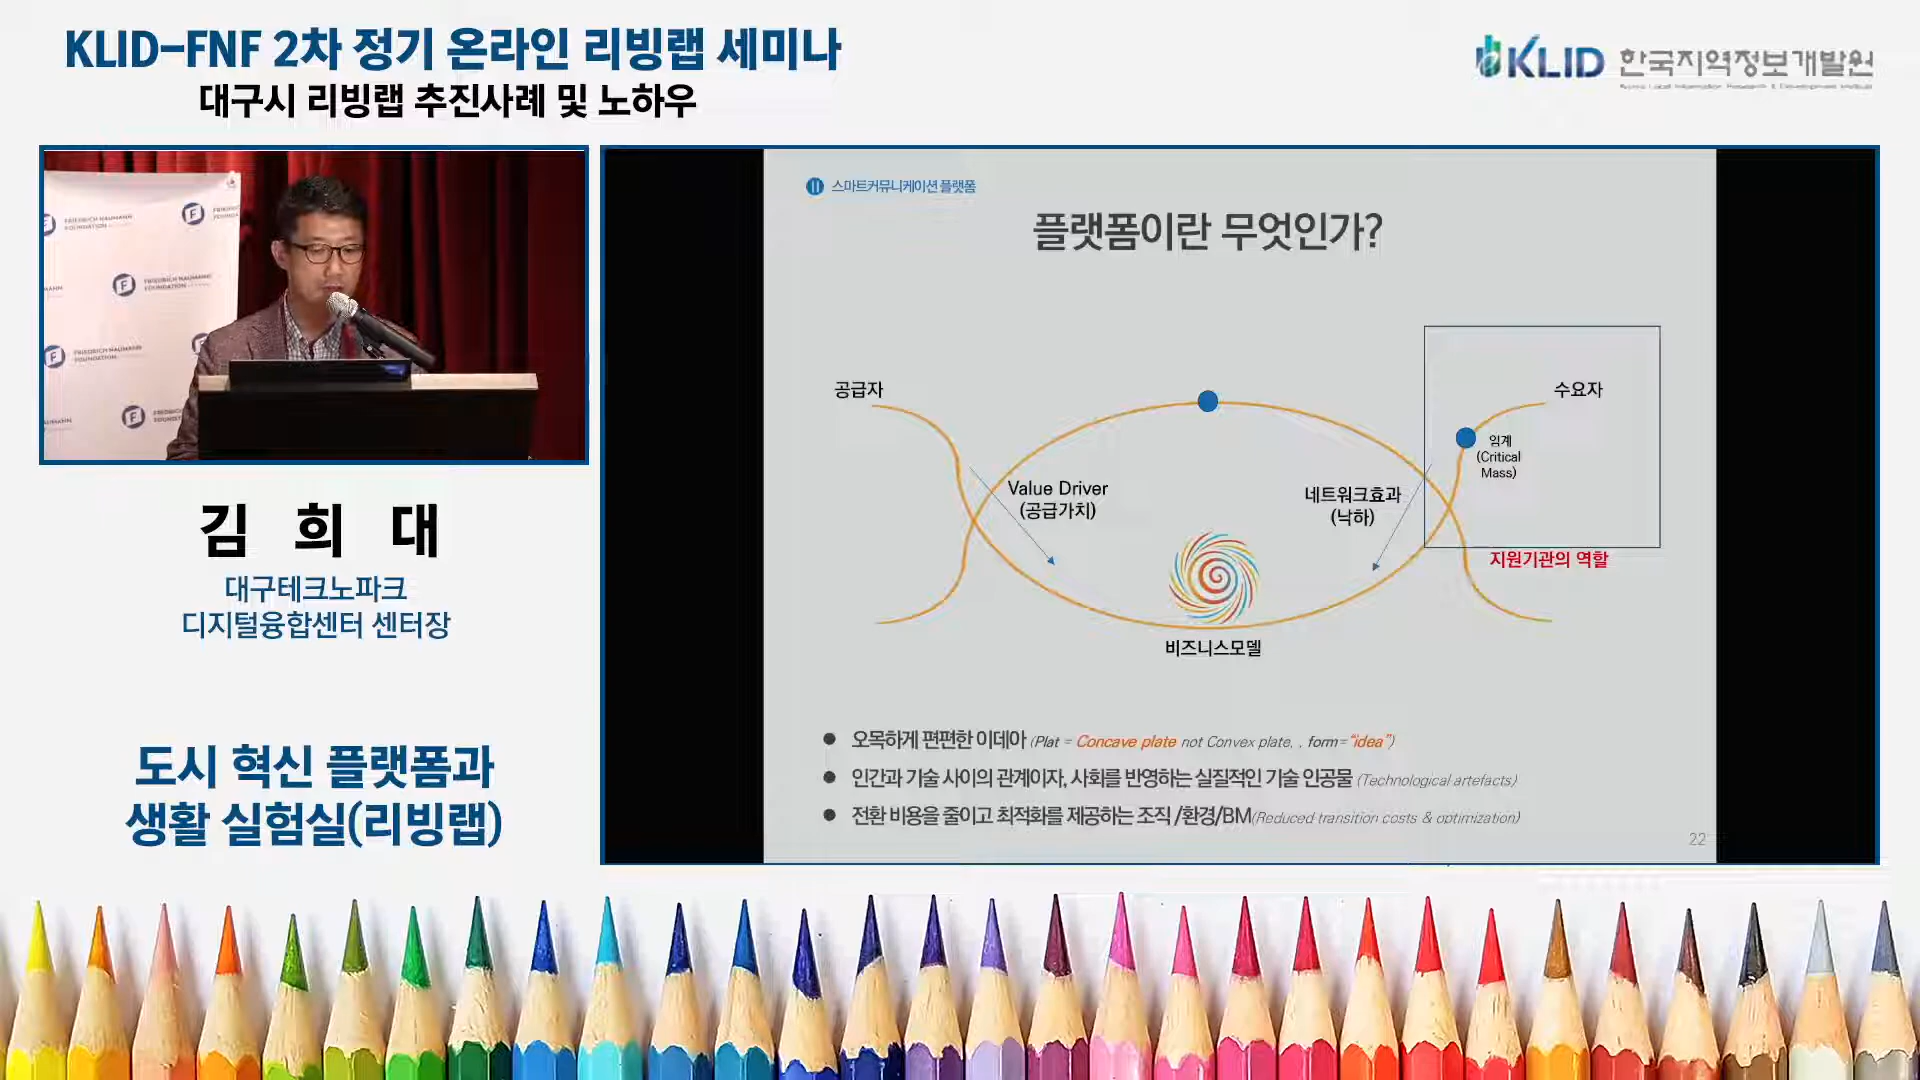 KLID-FNF 2차 정기 온라인 리빙랩 세미나
대구시 리빙랩 추진사례 및 노하우
KLID 한국지역정보개발원
FRIEDRICH NAUMANN
FOUNDATION
FRIEDRICH NAUMANN
FOUNDATION
김 희 대
대구테크노파크
디지털융합센터 센터장
도시 혁신 플랫폼과
생활 실험실(리빙랩)
II 스마트커뮤니케이션 플랫폼
플랫폼이란 무엇인가?
공급자
수요자
임계
(Critical
Mass)
Value Driver
(공급가치)
네트워크효과
(낙하)
지원기관의 역할
비즈니스모델
● 오목하게 편편한 이데아 (Plat = Concave plate not Convex plate, , form=“idea”)
● 인간과 기술 사이의 관계이자, 사회를 반영하는 실질적인 기술 인공물 (Technological artefacts)
● 전환 비용을 줄이고 최적화를 제공하는 조직 /환경/BM(Reduced transition costs & optimization)
22